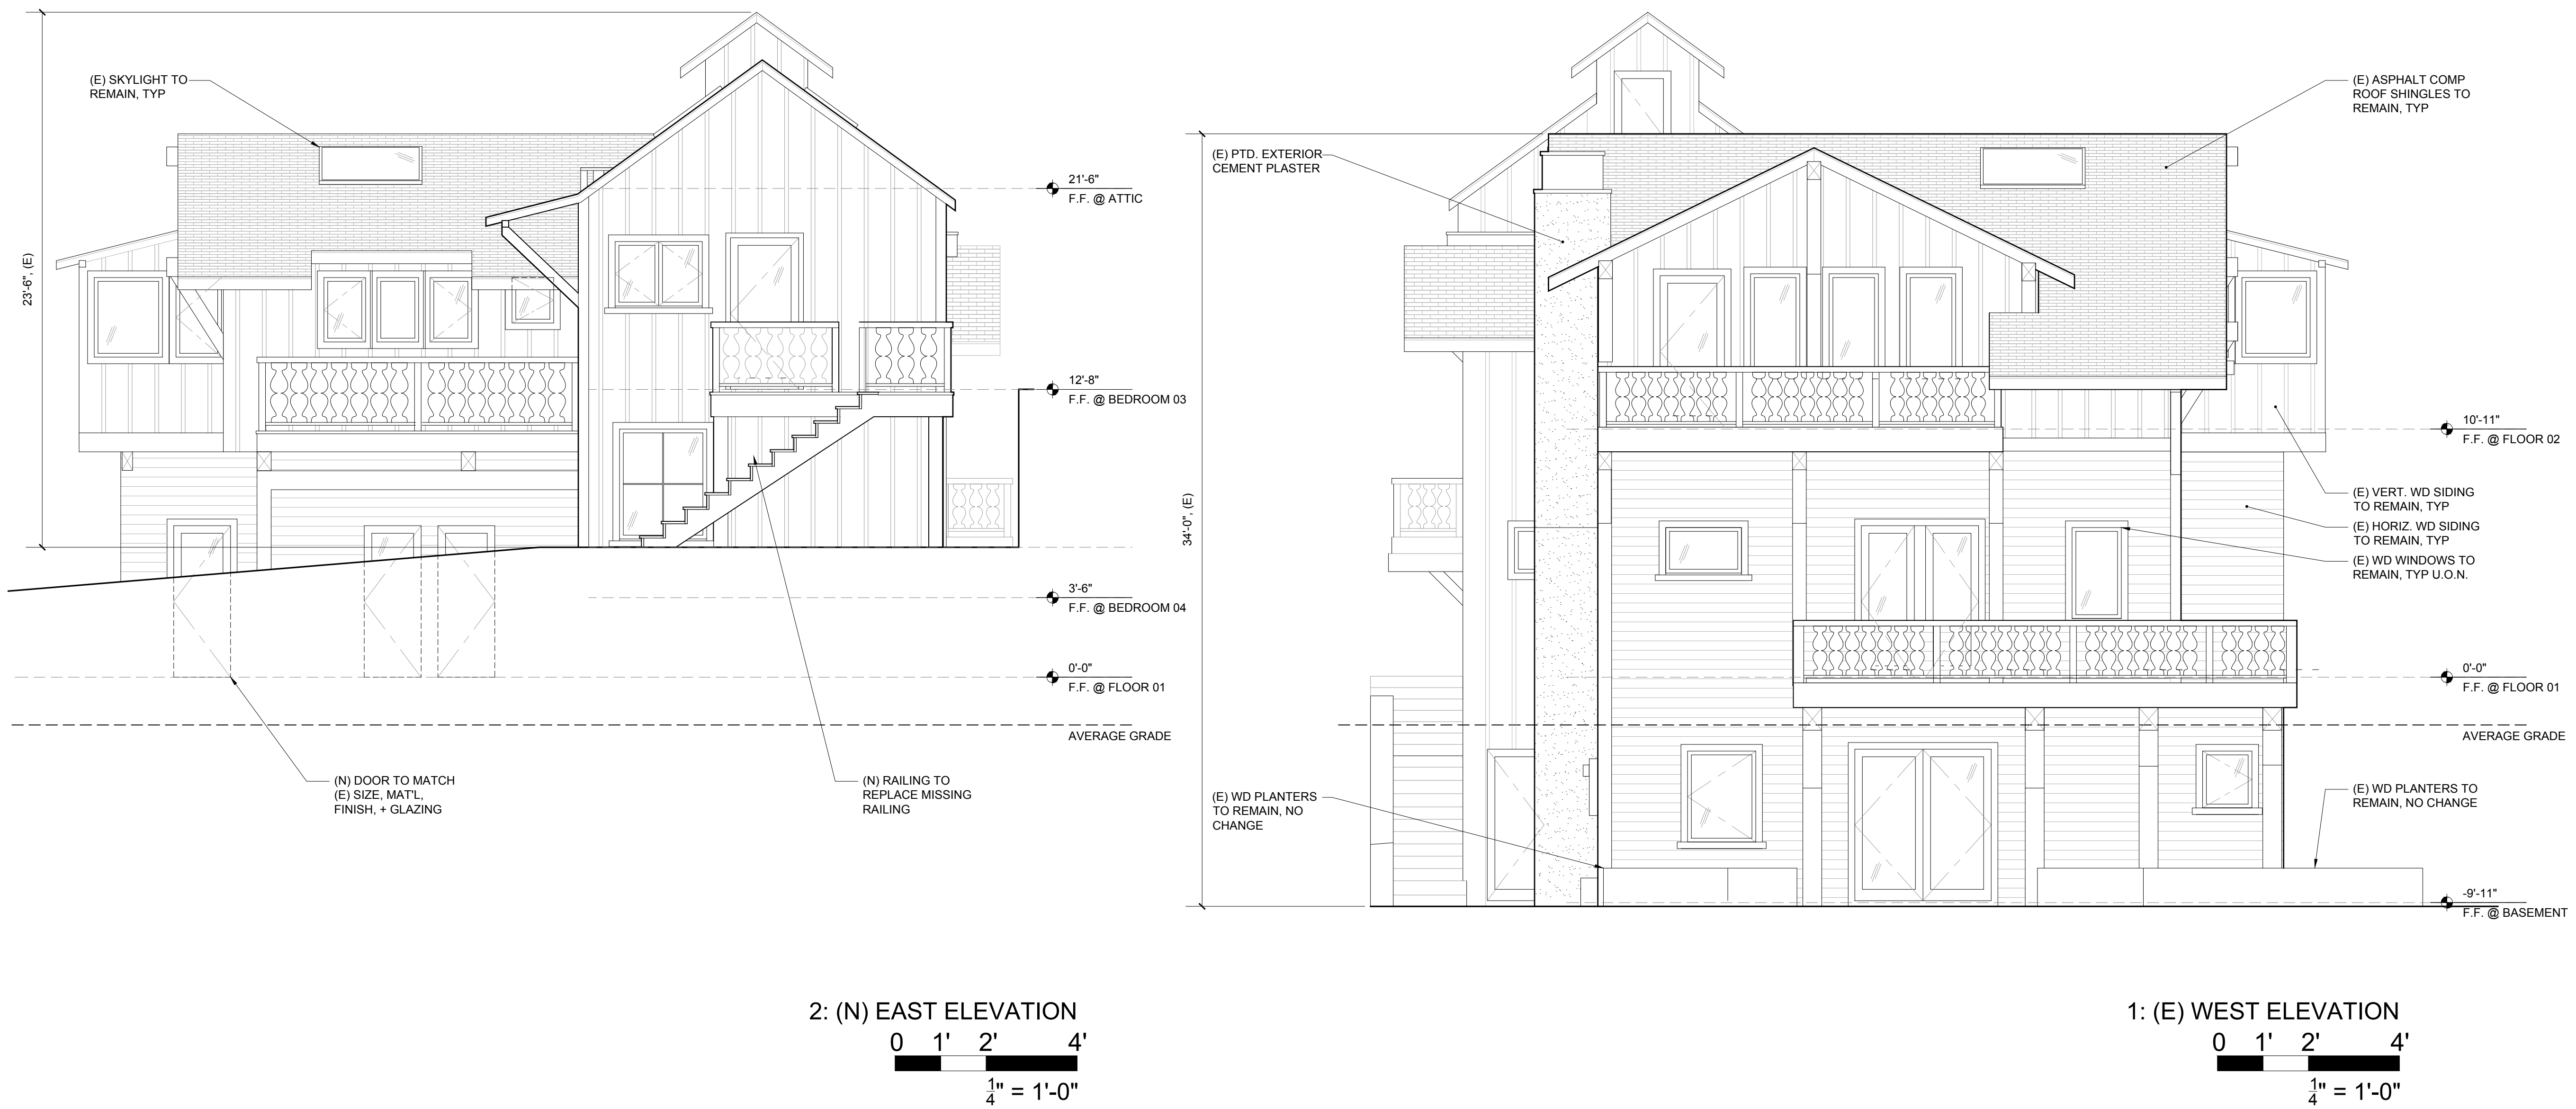 (E) SKYLIGHT TO
REMAIN, TYP
23'-6", (E)
21'-6"
F.F. @ ATTIC
12'-8"
F.F. @ BEDROOM 03
3'-6"
F.F. @ BEDROOM 04
0'-0"
F.F. @ FLOOR 01
AVERAGE GRADE
(N) DOOR TO MATCH
(E) SIZE, MAT'L,
FINISH, + GLAZING
(N) RAILING TO
REPLACE MISSING
RAILING
2: (N) EAST ELEVATION
0 1' 2' 4'
1/4" = 1'-0"
(E) PTD. EXTERIOR
CEMENT PLASTER
(E) ASPHALT COMP
ROOF SHINGLES TO
REMAIN, TYP
34'-0", (E)
10'-11"
F.F. @ FLOOR 02
(E) VERT. WD SIDING
TO REMAIN, TYP
(E) HORIZ. WD SIDING
TO REMAIN, TYP
(E) WD WINDOWS TO
REMAIN, TYP U.O.N.
0'-0"
F.F. @ FLOOR 01
AVERAGE GRADE
(E) WD PLANTERS
TO REMAIN, NO
CHANGE
(E) WD PLANTERS TO
REMAIN, NO CHANGE
-9'-11"
F.F. @ BASEMENT
1: (E) WEST ELEVATION
0 1' 2' 4'
1/4" = 1'-0"